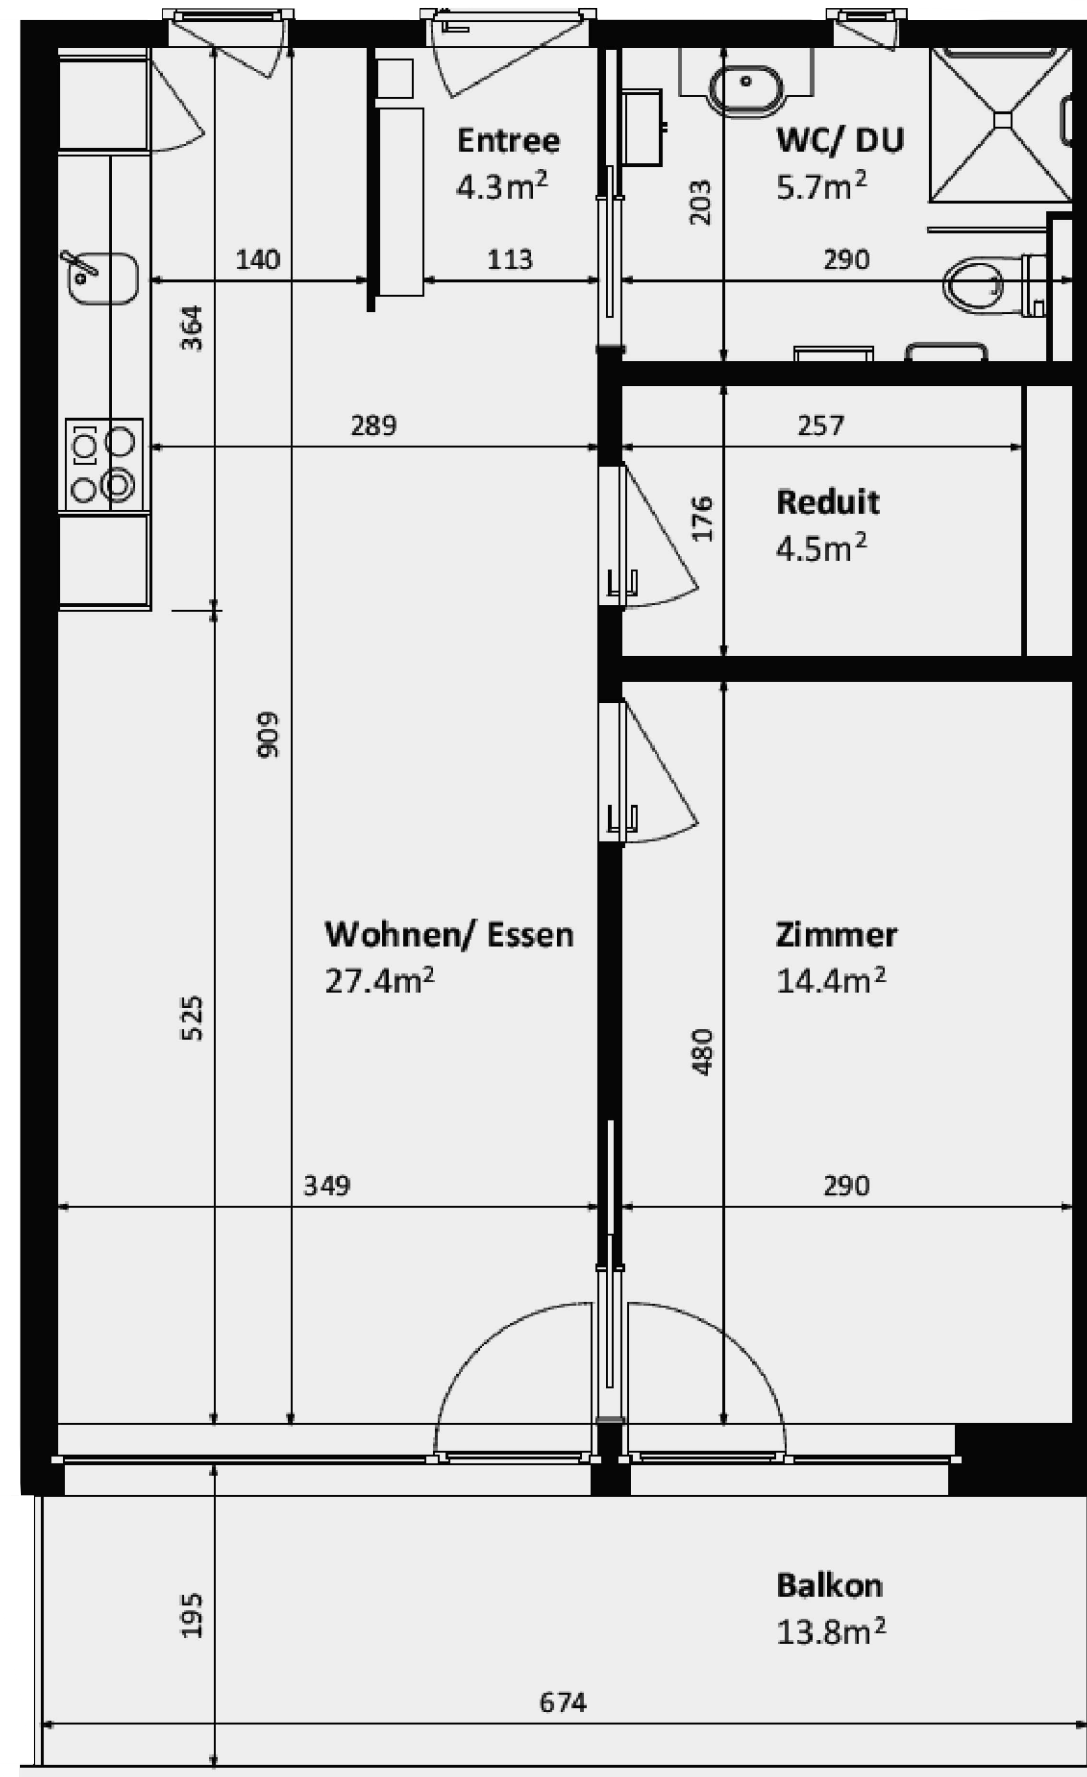 Entree
4.3m²
WC/ DU
5.7m²
203
140
113
290
364
289
257
Reduit
4.5m²
176
909
Wohnen/ Essen
27.4m²
Zimmer
14.4m²
525
480
349
290
Balkon
13.8m²
195
674